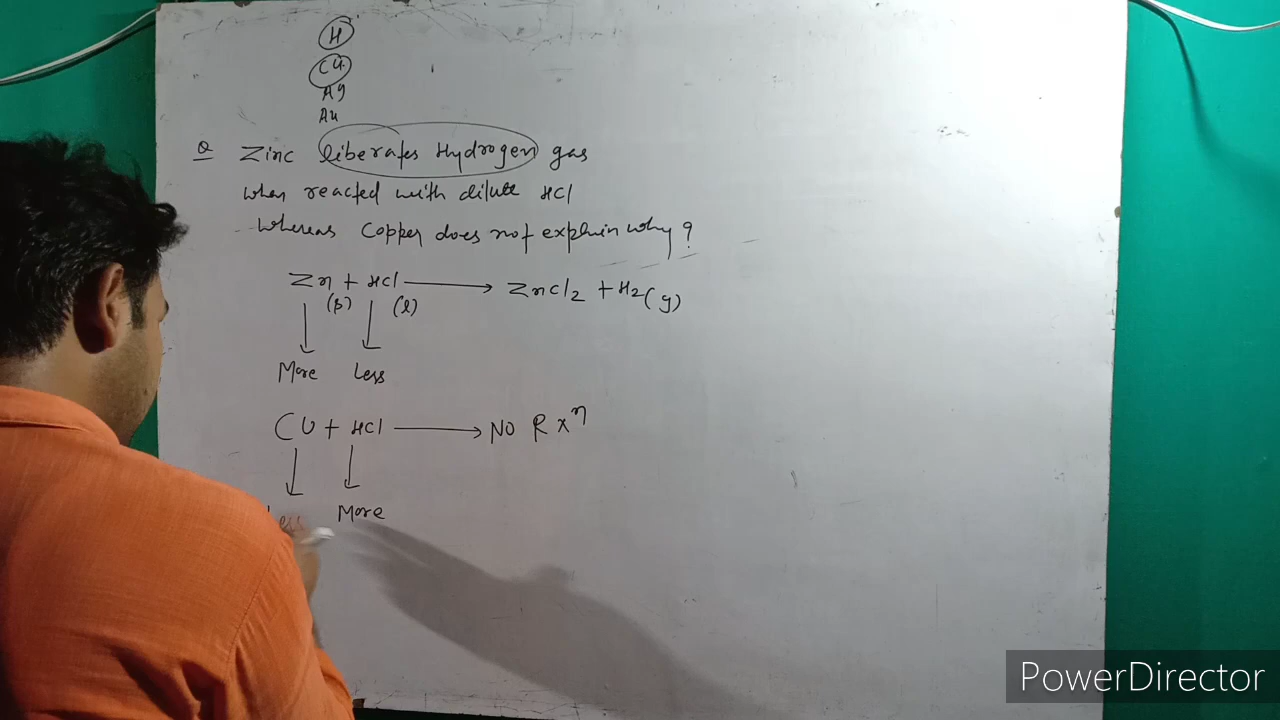 H
Cu
Ag
Au
Q Zinc liberates Hydrogen gas
when reacted with dilute HCl
whereas Copper does not explain why?
Zn + HCl → ZnCl2 + H2(g)
(s) (l)
More Less
CU + HCl → NO Rxn
Less More
PowerDirector